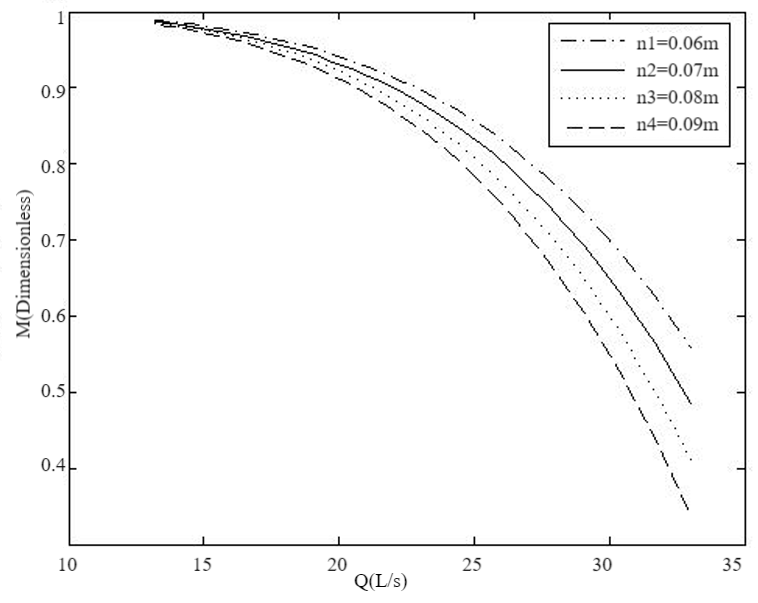 1
0.9
0.8
0.7
0.6
0.5
0.4
M(Dimensionless)
n1=0.06m
n2=0.07m
n3=0.08m
n4=0.09m
10 15 20 25 30 35
Q(L/s)